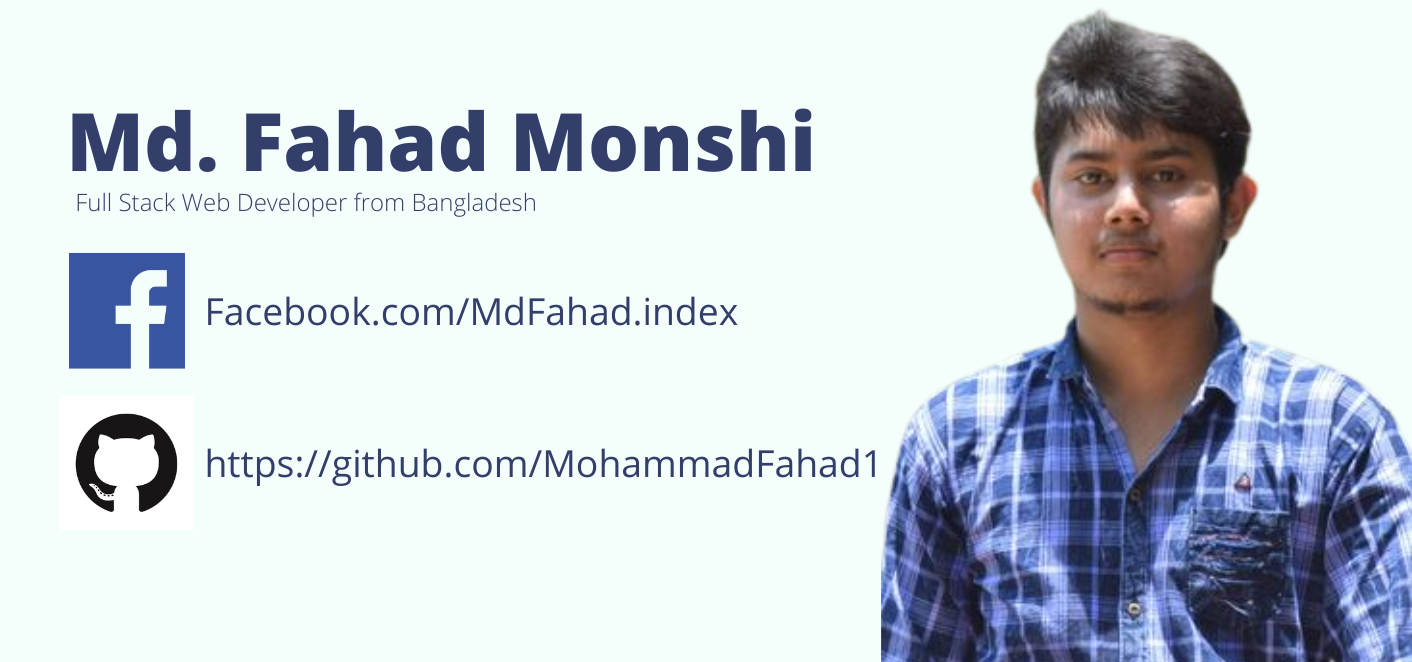 Md. Fahad Monshi
Full Stack Web Developer from Bangladesh
Facebook.com/MdFahad.index
https://github.com/MohammadFahad1